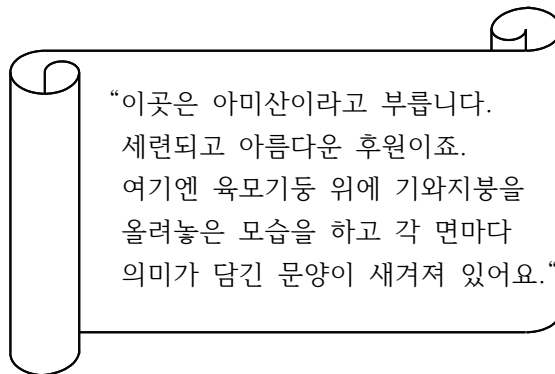 “이곳은 아미산이라고 부릅니다.
세련되고 아름다운 후원이죠.
여기엔 육모기둥 위에 기와지붕을
올려놓은 모습을 하고 각 면마다
의미가 담긴 문양이 새겨져 있어요.“